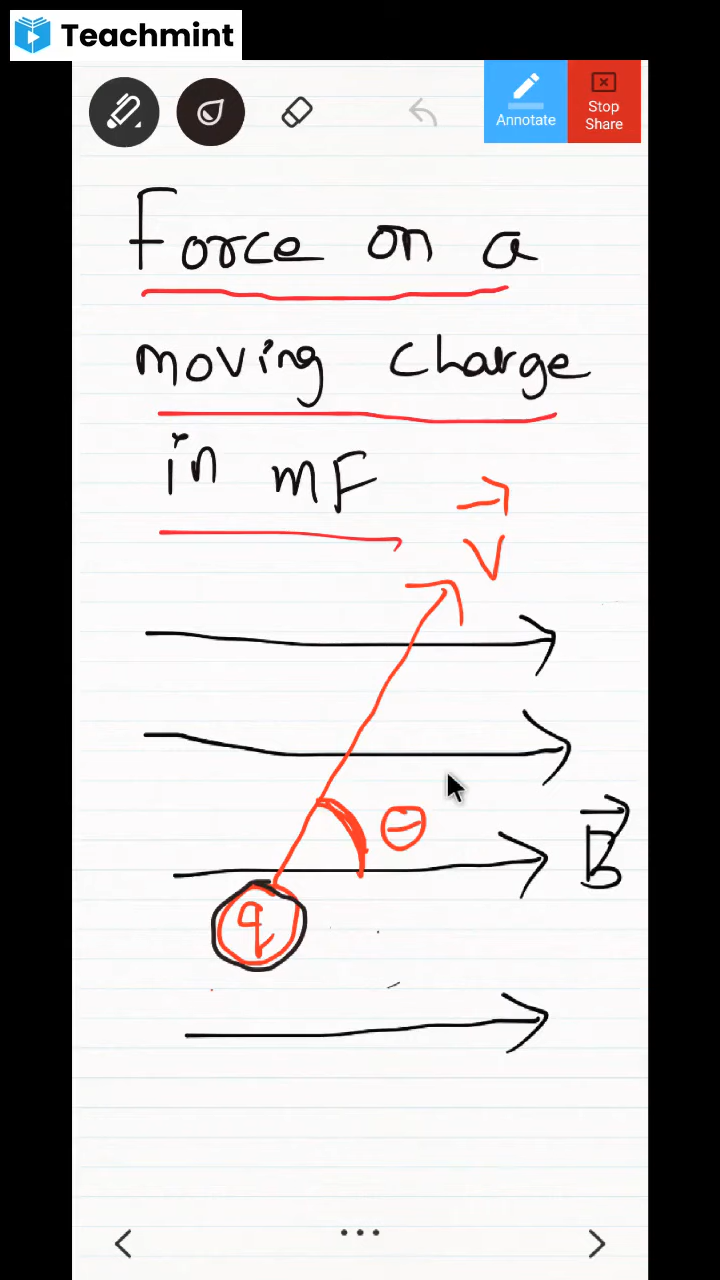 Teachmint
Annotate
Stop
Share
Force on a
moving charge
in mF
V
θ
B
q